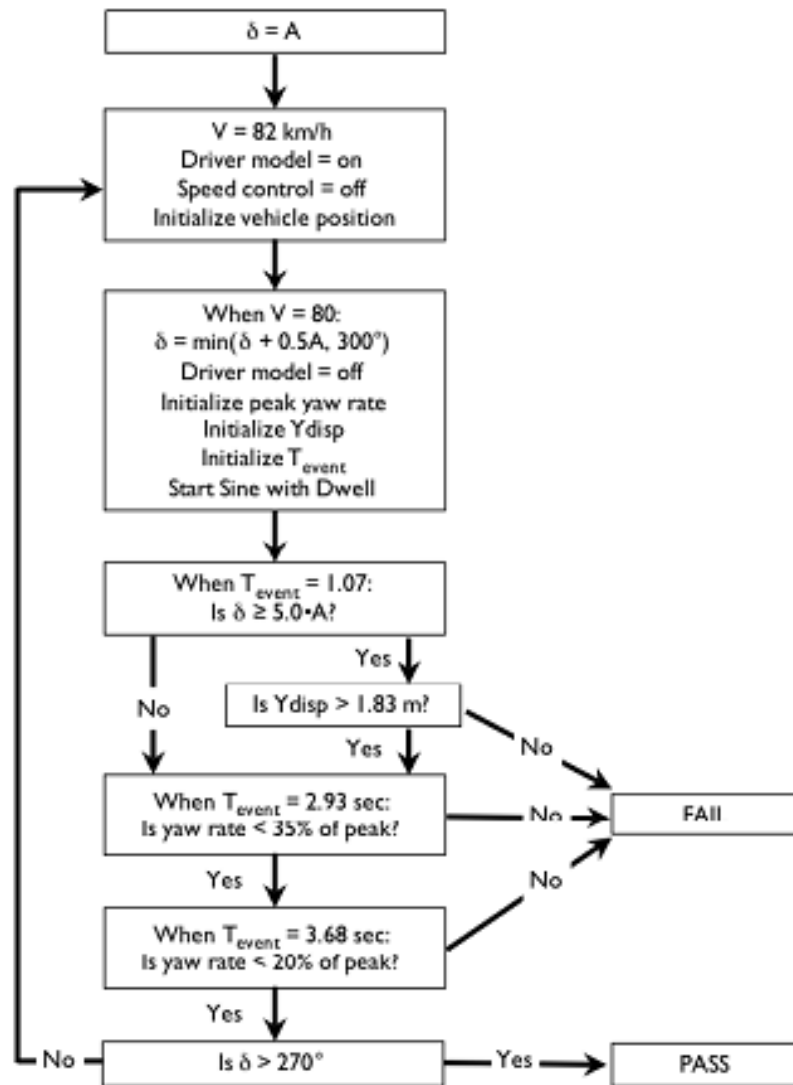 δ = A
V = 82 km/h
Driver model = on
Speed control = off
Initialize vehicle position
When V = 80:
δ = min(δ + 0.5A, 300°)
Driver model = off
Initialize peak yaw rate
Initialize Ydisp
Initialize T_event
Start Sine with Dwell
When T_event = 1.07:
Is δ ≥ 5.0•A?
Yes
Is Ydisp > 1.83 m?
No
Yes
No
When T_event = 2.93 sec:
Is yaw rate < 35% of peak?
No
FAIl
Yes
No
When T_event = 3.68 sec:
Is yaw rate < 20% of peak?
Yes
No
Is δ > 270°
Yes
PASS